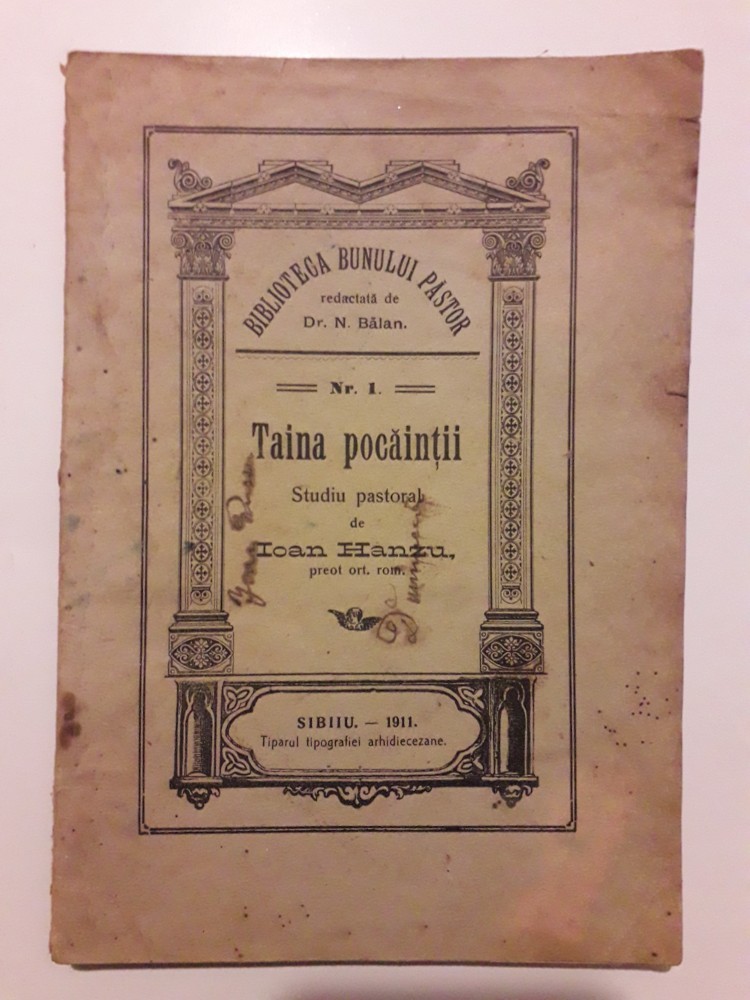 BIBLIOTECA BUNULUI PĂSTOR
redactată de
Dr. N. Bălan.
Nr. 1.
Taina pocăinții
Studiu pastoral
de
Ioan Hanzu,
preot ort. rom.
SIBIIU. — 1911.
Tiparul tipografiei arhidiecezane.